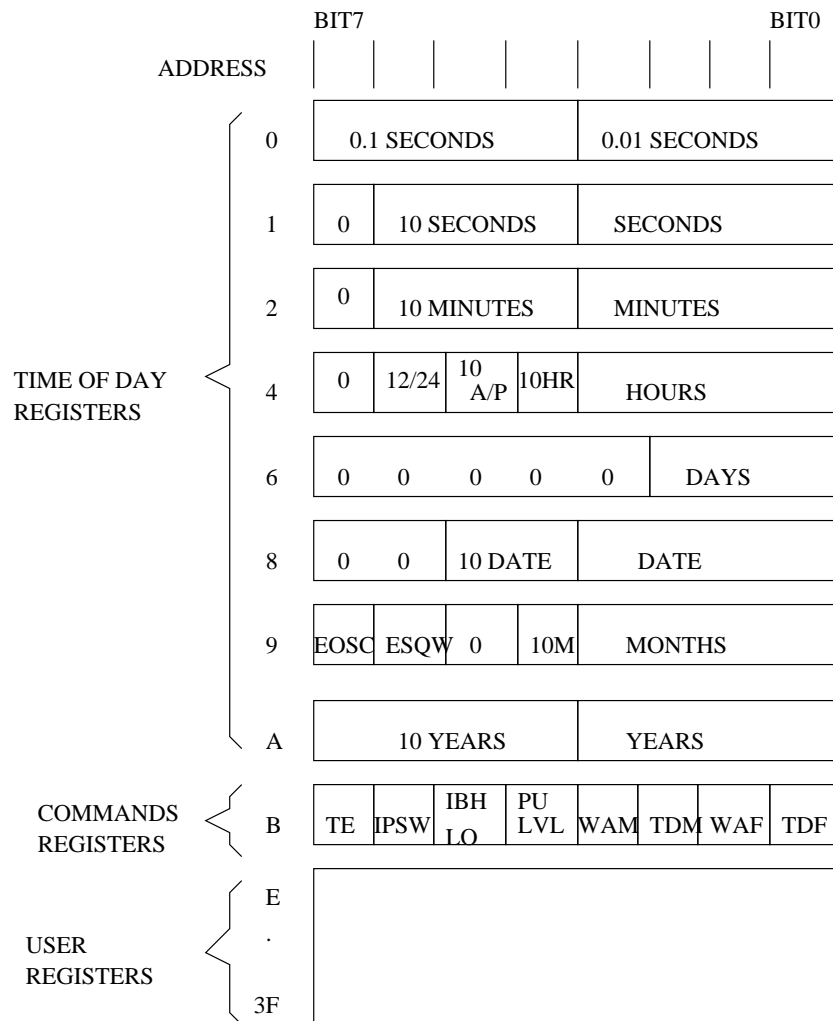 BIT7 BIT0
ADDRESS
0 0.1 SECONDS 0.01 SECONDS
1 0 10 SECONDS SECONDS
2 0 10 MINUTES MINUTES
TIME OF DAY
REGISTERS
4 0 12/24 10 A/P 10HR HOURS
6 0 0 0 0 0 DAYS
8 0 0 10 DATE DATE
9 EOSC ESQW 0 10M MONTHS
A 10 YEARS YEARS
COMMANDS
REGISTERS
B TE IPSW IBH LO PU LVL WAM TDM WAF TDF
E
.
USER
REGISTERS
3F